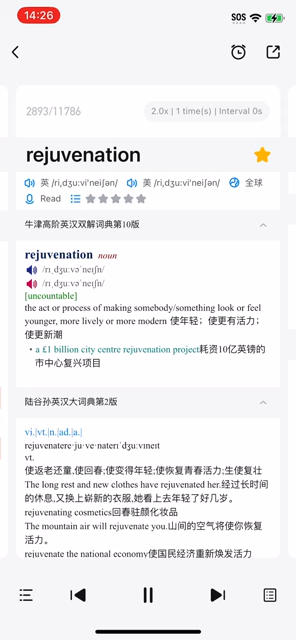 14:26
SOS
2893/11786
2.0x | 1 time(s) | Interval 0s
rejuvenation
英 /ri,dʒu:vi'neiʃən/ 美 /ri,dʒu:vi'neiʃən/ 全球
Read
牛津高阶英汉双解词典第10版
rejuvenation noun
/rɪˌdʒuːvəˈneɪʃn/
/rɪˌdʒuːvəˈneɪʃn/
[uncountable]
the act or process of making somebody/something look or feel
younger, more lively or more modern 使年轻；使更有活力；
使更新潮
• a £1 billion city centre rejuvenation project耗资10亿英镑的
市中心复兴项目
陆谷孙英汉大词典第2版
vi.|vt.|n.|ad.|a.|
rejuvenatere·ju·ve·naterɪˈdʒuːvɪneɪt
vt.
使返老还童,使回春;使变得年轻;使恢复青春活力;生使复壮
The long rest and new clothes have rejuvenated her.经过长时间
的休息,又换上崭新的衣服,她看上去年轻了好几岁。
rejuvenating cosmetics回春驻颜化妆品
The mountain air will rejuvenate you.山间的空气将使你恢复
活力。
rejuvenate the national economy使国民经济重新焕发活力